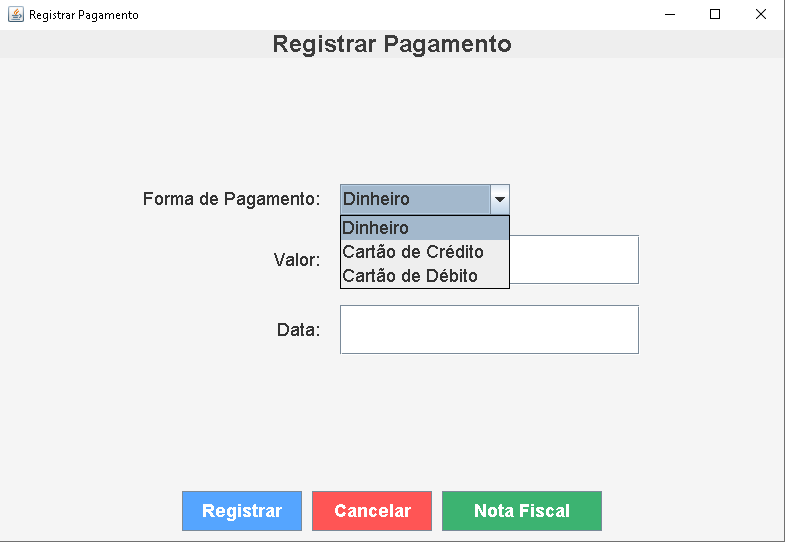 Registrar Pagamento
Registrar Pagamento
Forma de Pagamento: Dinheiro
Dinheiro
Cartão de Crédito
Valor:
Cartão de Débito
Data:
Registrar Cancelar Nota Fiscal